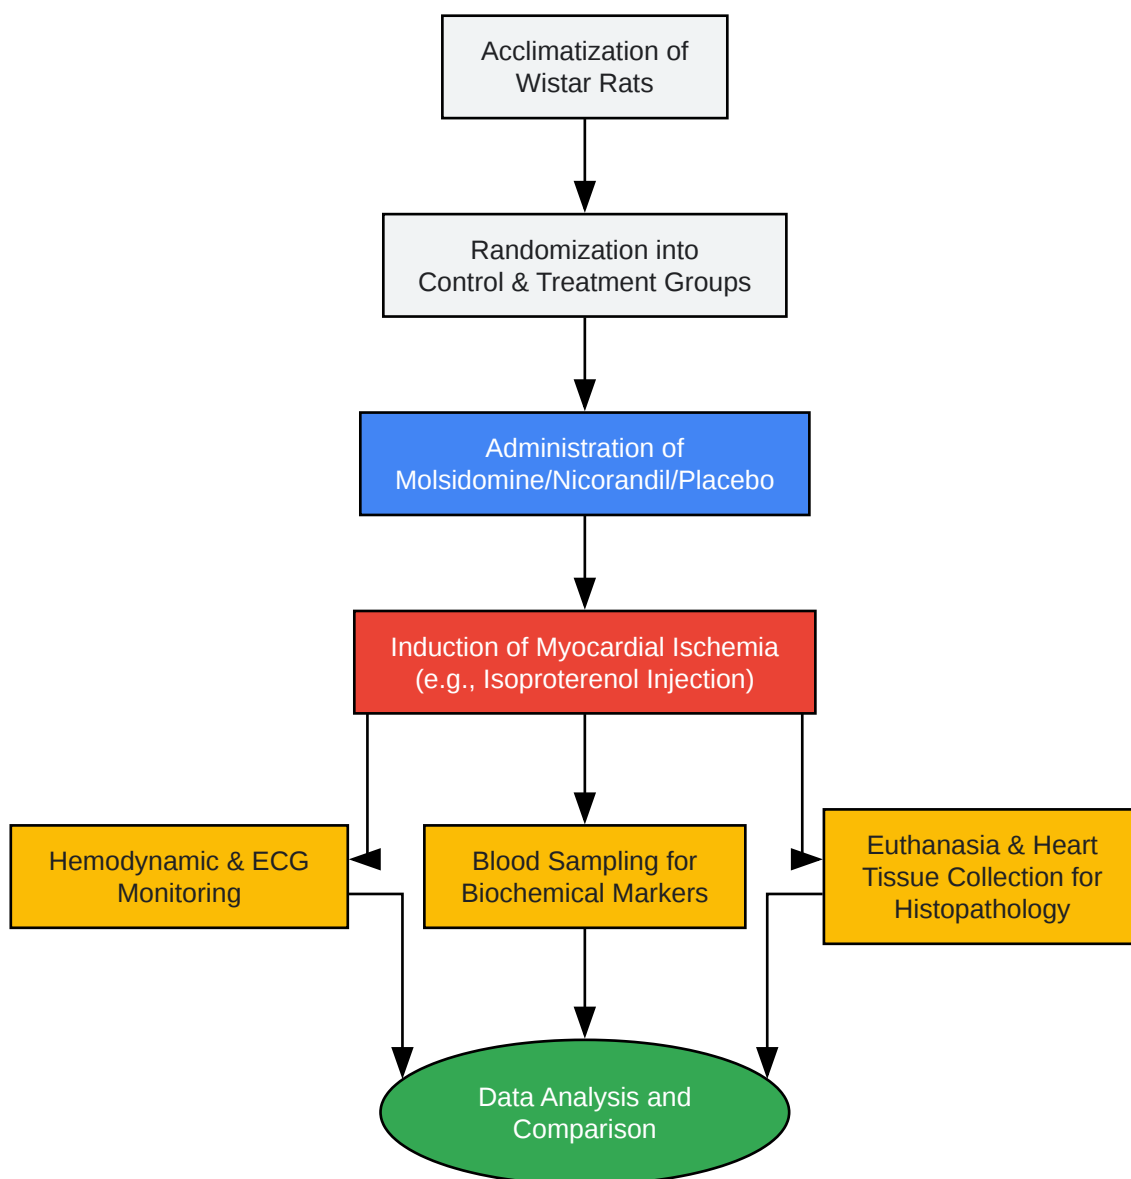 Acclimatization of
Wistar Rats
Randomization into
Control & Treatment Groups
Administration of
Molsidomine/Nicorandil/Placebo
Induction of Myocardial Ischemia
(e.g., Isoproterenol Injection)
Hemodynamic & ECG
Monitoring
Blood Sampling for
Biochemical Markers
Euthanasia & Heart
Tissue Collection for
Histopathology
Data Analysis and
Comparison